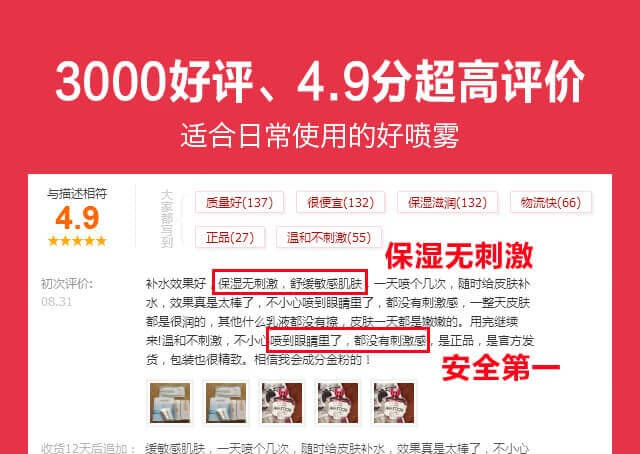 3000好评、4.9分超高评价
适合日常使用的好喷雾
与描述相符
4.9
大家都写到
质量好(137)
很便宜(132)
保湿滋润(132)
物流快(66)
正品(27)
温和不刺激(55)
保湿无刺激
初次评价:
08.31
补水效果好，保湿无刺激，舒缓敏感肌肤，一天喷个几次，随时给皮肤补
水，效果真是太棒了，不小心喷到眼睛里了，都没有刺激，一整天皮肤
都是很润的，其他什么乳液都没有擦，皮肤一天都是嫩嫩的。用完继续
来!温和不刺激，不小心喷到眼睛里了，都没有刺激感，是正品，是官方发
货，包装也很精致。相信我会成分金粉的！
安全第一
收货12天后追加：
缓敏感肌肤，一天喷个几次，随时给皮肤补水，效果真是太棒了，不小心